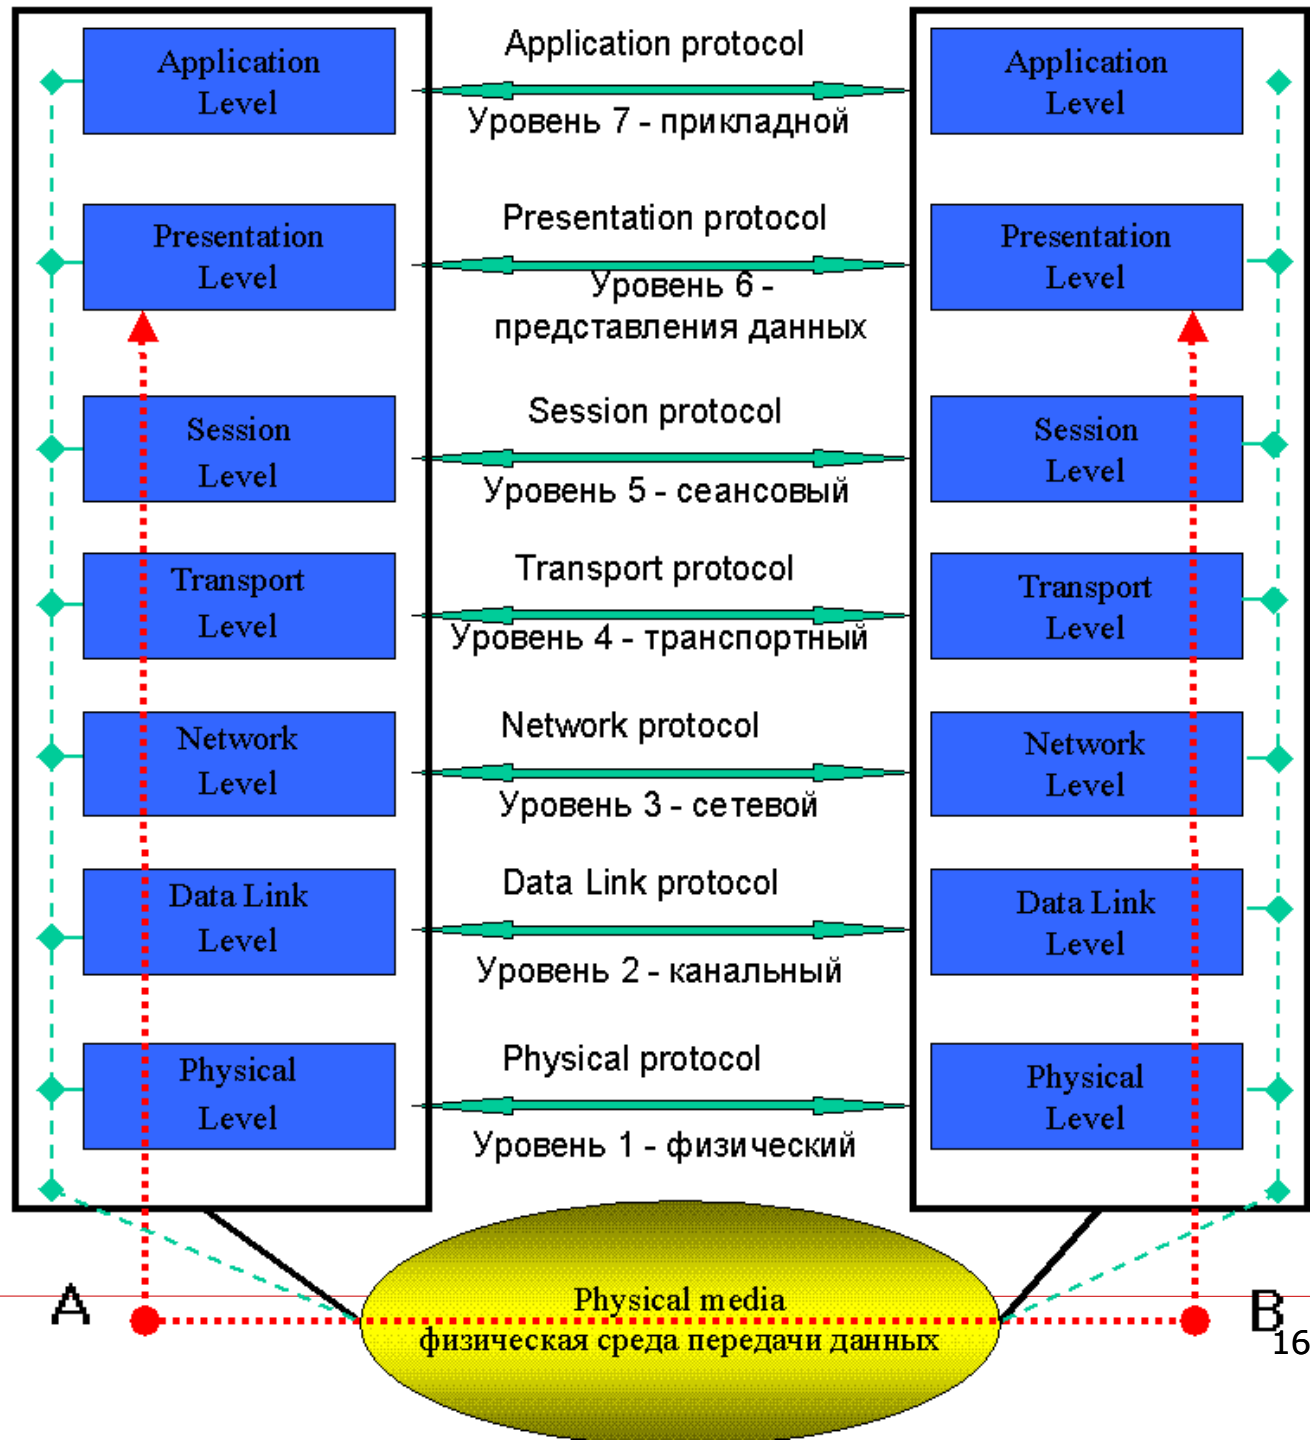 Application
Level
Application protocol
Уровень 7 - прикладной
Application
Level
Presentation
Level
Presentation protocol
Уровень 6 -
представления данных
Presentation
Level
Session
Level
Session protocol
Уровень 5 - сеансовый
Session
Level
Transport
Level
Transport protocol
Уровень 4 - транспортный
Transport
Level
Network
Level
Network protocol
Уровень 3 - сетевой
Network
Level
Data Link
Level
Data Link protocol
Уровень 2 - канальный
Data Link
Level
Physical
Level
Physical protocol
Уровень 1 - физический
Physical
Level
A
Physical media
физическая среда передачи данных
B
16